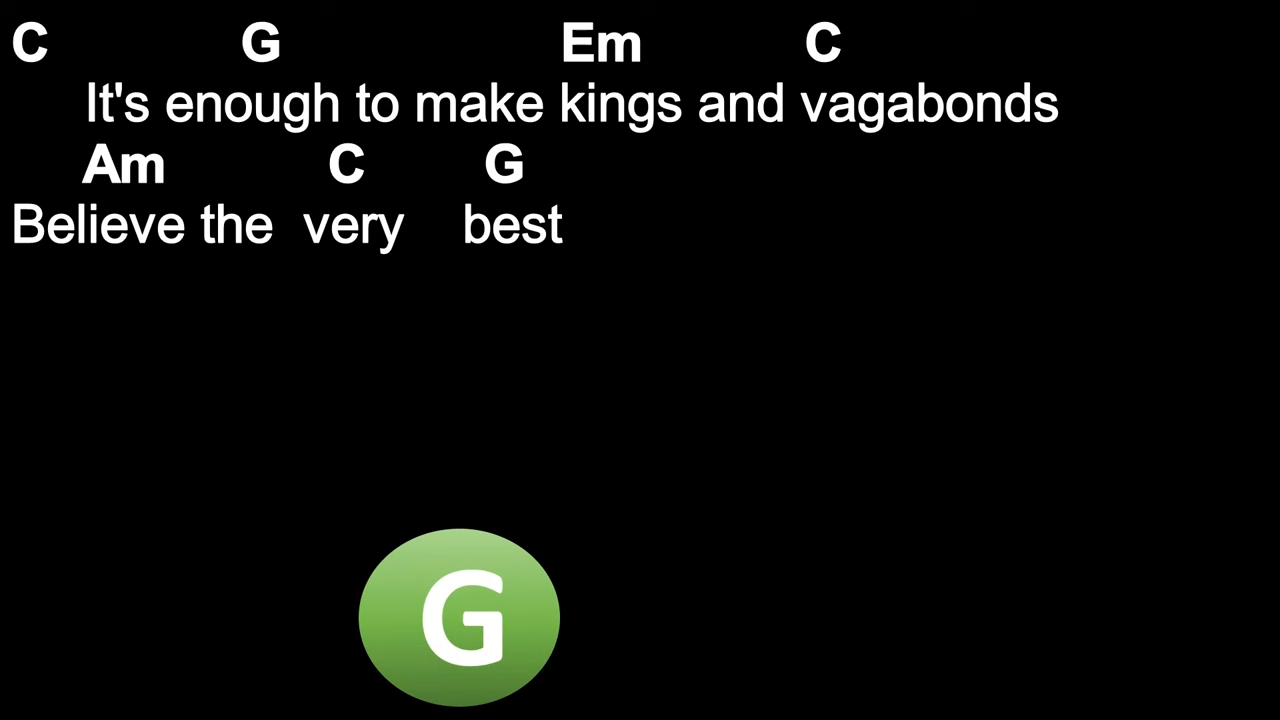 C G Em C
It's enough to make kings and vagabonds
Am C G
Believe the very best
G